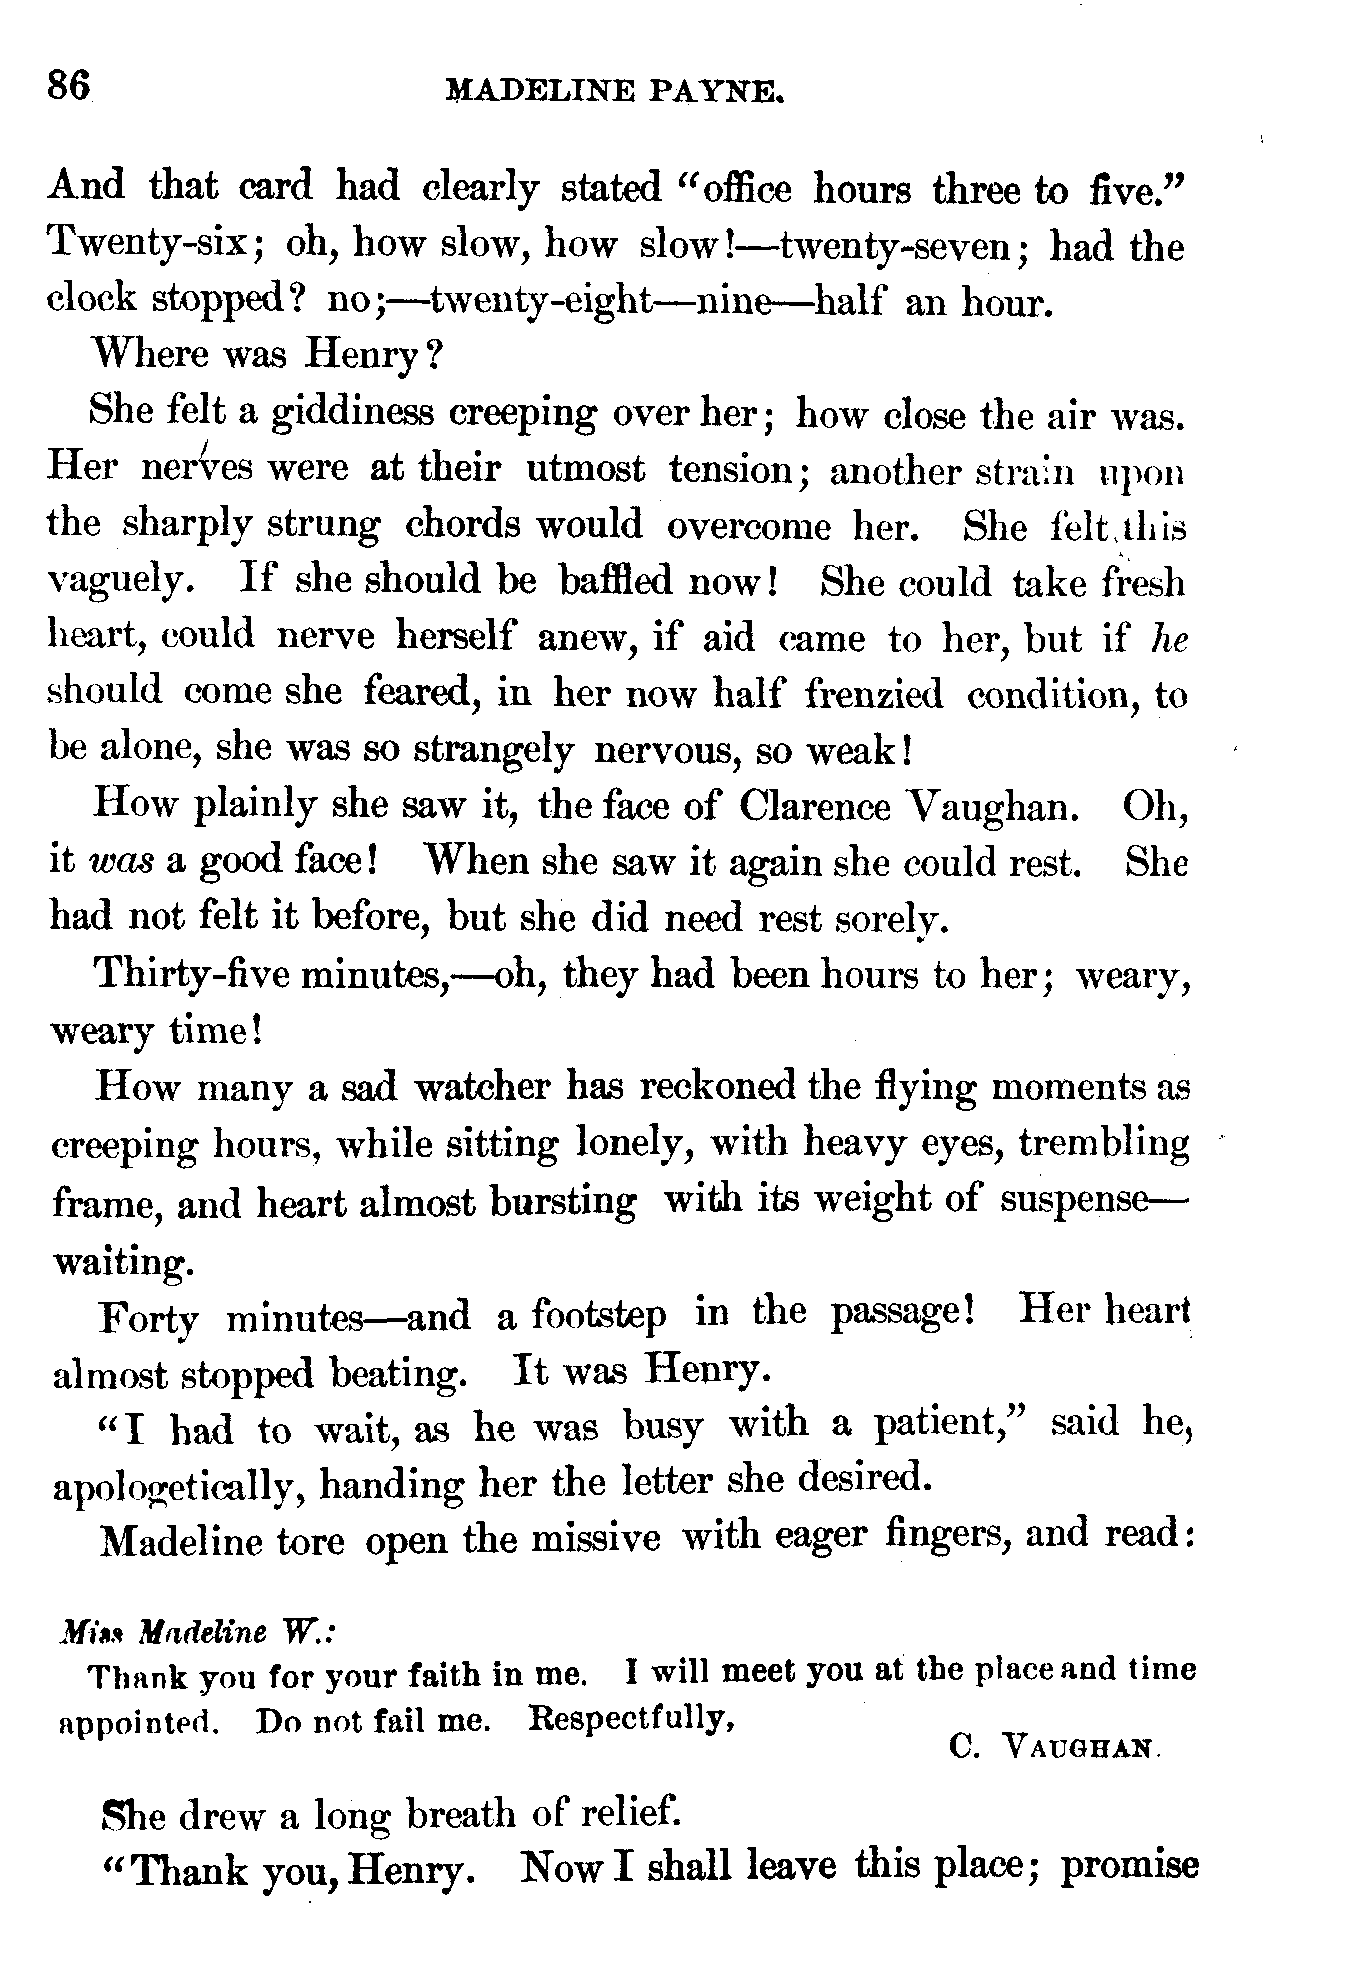 86 MADELINE PAYNE.
And that card had clearly stated “office hours three to five.”
Twenty-six; oh, how slow, how slow!—twenty-seven; had the
clock stopped? no;—twenty-eight—nine—half an hour.
Where was Henry?
She felt a giddiness creeping over her; how close the air was.
Her nerves were at their utmost tension; another strain upon
the sharply strung chords would overcome her. She felt this
vaguely. If she should be baffled now! She could take fresh
heart, could nerve herself anew, if aid came to her, but if he
should come she feared, in her now half frenzied condition, to
be alone, she was so strangely nervous, so weak!
How plainly she saw it, the face of Clarence Vaughan. Oh,
it was a good face! When she saw it again she could rest. She
had not felt it before, but she did need rest sorely.
Thirty-five minutes,—oh, they had been hours to her; weary,
weary time!
How many a sad watcher has reckoned the flying moments as
creeping hours, while sitting lonely, with heavy eyes, trembling
frame, and heart almost bursting with its weight of suspense—
waiting.
Forty minutes—and a footstep in the passage! Her heart
almost stopped beating. It was Henry.
“I had to wait, as he was busy with a patient,” said he,
apologetically, handing her the letter she desired.
Madeline tore open the missive with eager fingers, and read:
Miss Madeline W.:
Thank you for your faith in me. I will meet you at the place and time
appointed. Do not fail me. Respectfully,
C. VAUGHAN.
She drew a long breath of relief.
“Thank you, Henry. Now I shall leave this place; promise